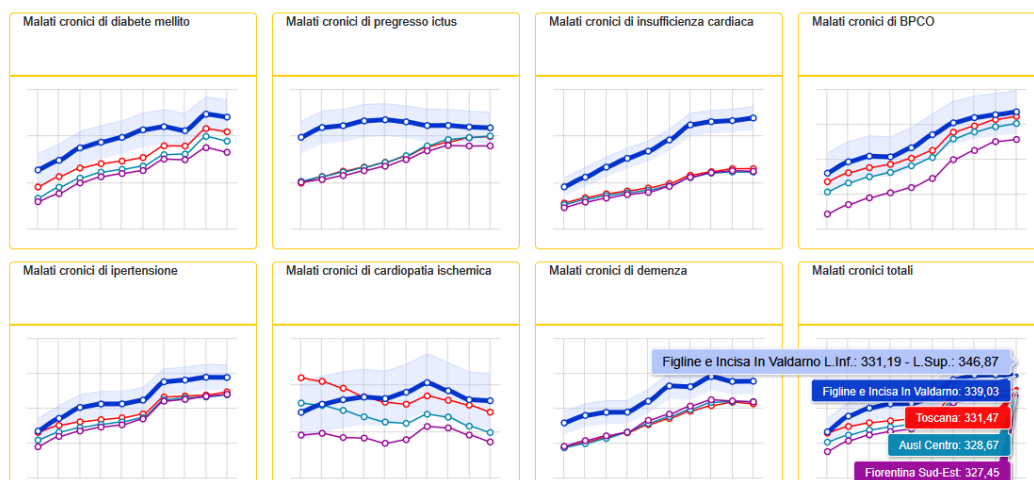 Malati cronici di diabete mellito
Malati cronici di pregresso ictus
Malati cronici di insufficienza cardiaca
Malati cronici di BPCO
Malati cronici di ipertensione
Malati cronici di cardiopatia ischemica
Malati cronici di demenza
Malati cronici totali
Figline e Incisa In Valdarno L.Inf.: 331,19 - L.Sup.: 346,87
Figline e Incisa In Valdarno: 339,03
Toscana: 331,47
Ausl Centro: 328,67
Fiorentina Sud-Est: 327,45